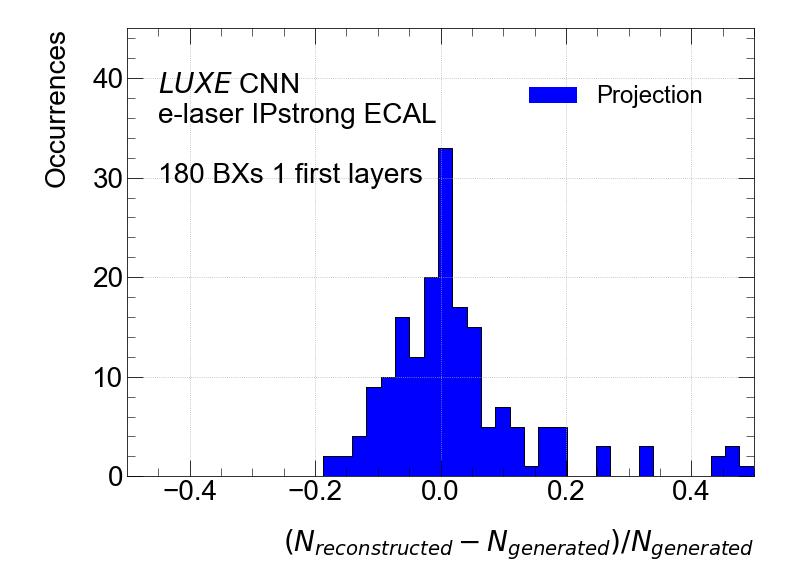 LUXE CNN
e-laser IPstrong ECAL
180 BXs 1 first layers
Projection
Occurrences
40
30
20
10
0
−0.4 −0.2 0.0 0.2 0.4
(N_reconstructed − N_generated)/N_generated